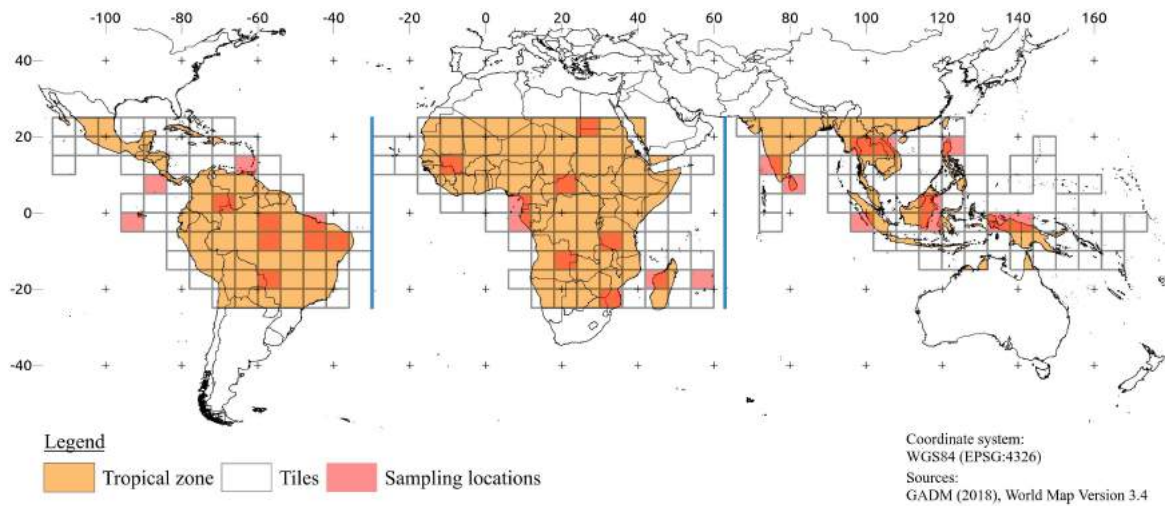 -100 -80 -60 -40 -20 0 20 40 60 80 100 120 140 160
40
20
0
-20
-40
Legend
Tropical zone Tiles Sampling locations
Coordinate system:
WGS84 (EPSG:4326)
Sources:
GADM (2018), World Map Version 3.4